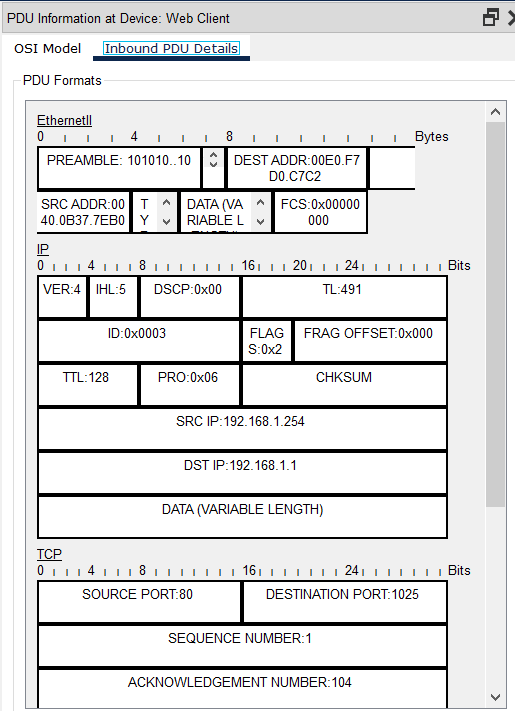 PDU Information at Device: Web Client
OSI Model Inbound PDU Details
PDU Formats
EthernetII
0 4 8 Bytes
PREAMBLE: 101010..10 DEST ADDR:00E0.F7
D0.C7C2
SRC ADDR:00 T DATA (VA FCS:0x00000
40.0B37.7EB0 Y RIABLE L 000
IP
0 4 8 16 20 24 Bits
VER:4 IHL:5 DSCP:0x00 TL:491
ID:0x0003 FLAG FRAG OFFSET:0x000
S:0x2
TTL:128 PRO:0x06 CHKSUM
SRC IP:192.168.1.254
DST IP:192.168.1.1
DATA (VARIABLE LENGTH)
TCP
0 4 8 16 24 Bits
SOURCE PORT:80 DESTINATION PORT:1025
SEQUENCE NUMBER:1
ACKNOWLEDGEMENT NUMBER:104